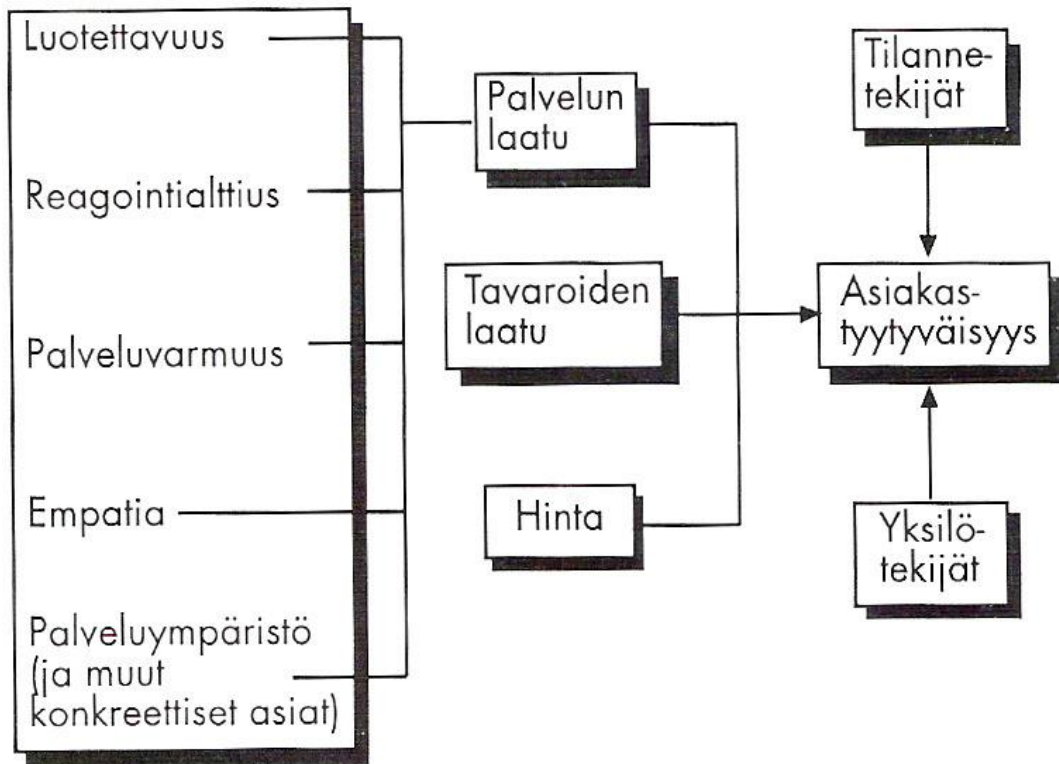 Luotettavuus
Reagointialttius
Palveluvarmuus
Empatia
Palveluympäristö
(ja muut
konkreettiset asiat)
Palvelun
laatu
Tavaroiden
laatu
Hinta
Tilanne-
tekijät
Asiakas-
tyytyväisyys
Yksilö-
tekijät